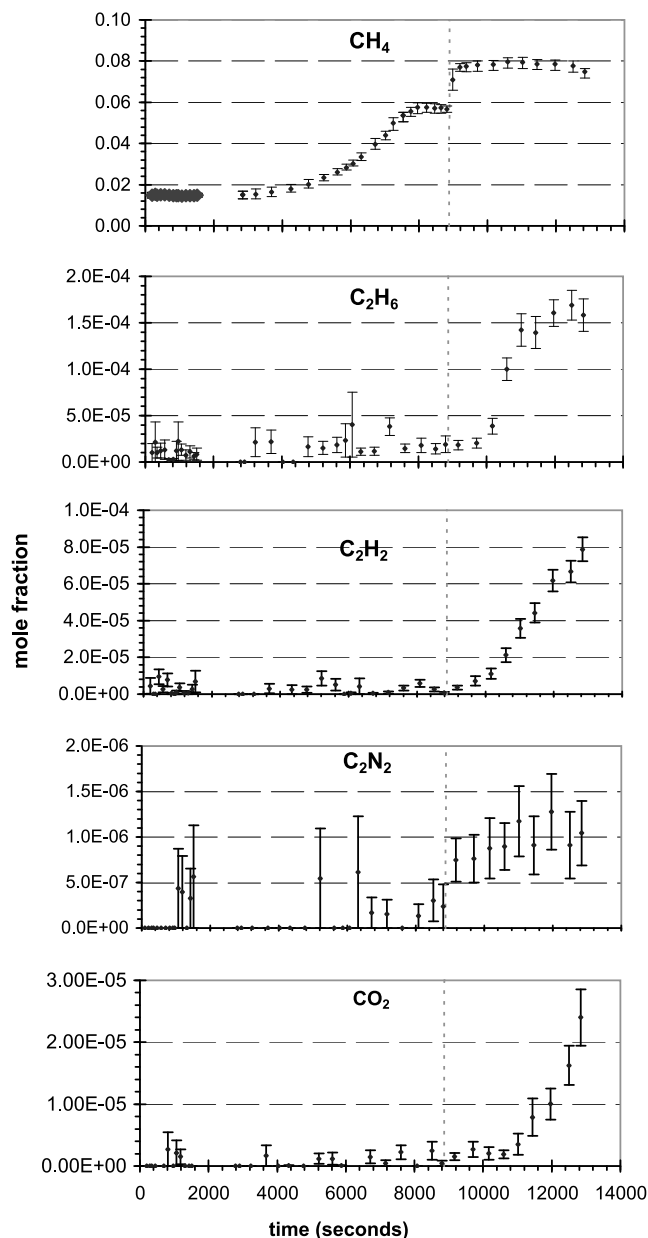 CH4
0.10
0.08
0.06
0.04
0.02
0.00
C2H6
2.0E-04
1.5E-04
1.0E-04
5.0E-05
0.0E+00
C2H2
1.0E-04
8.0E-05
6.0E-05
4.0E-05
2.0E-05
0.0E+00
mole fraction
C2N2
2.0E-06
1.5E-06
1.0E-06
5.0E-07
0.0E+00
CO2
3.00E-05
2.00E-05
1.00E-05
0.00E+00
0 2000 4000 6000 8000 10000 12000 14000
time (seconds)